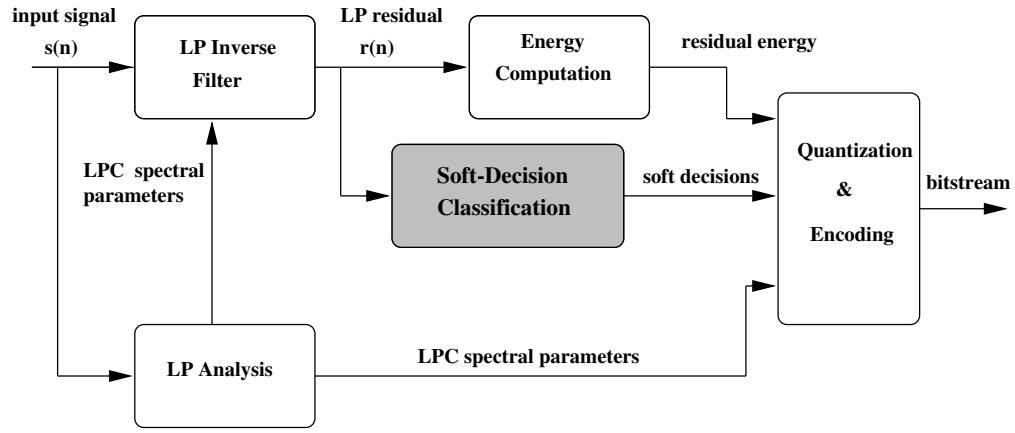 input signal
s(n)
LP Inverse
Filter
LP residual
r(n)
Energy
Computation
residual energy
LPC spectral
parameters
Soft-Decision
Classification
soft decisions
Quantization
&
Encoding
bitstream
LP Analysis
LPC spectral parameters